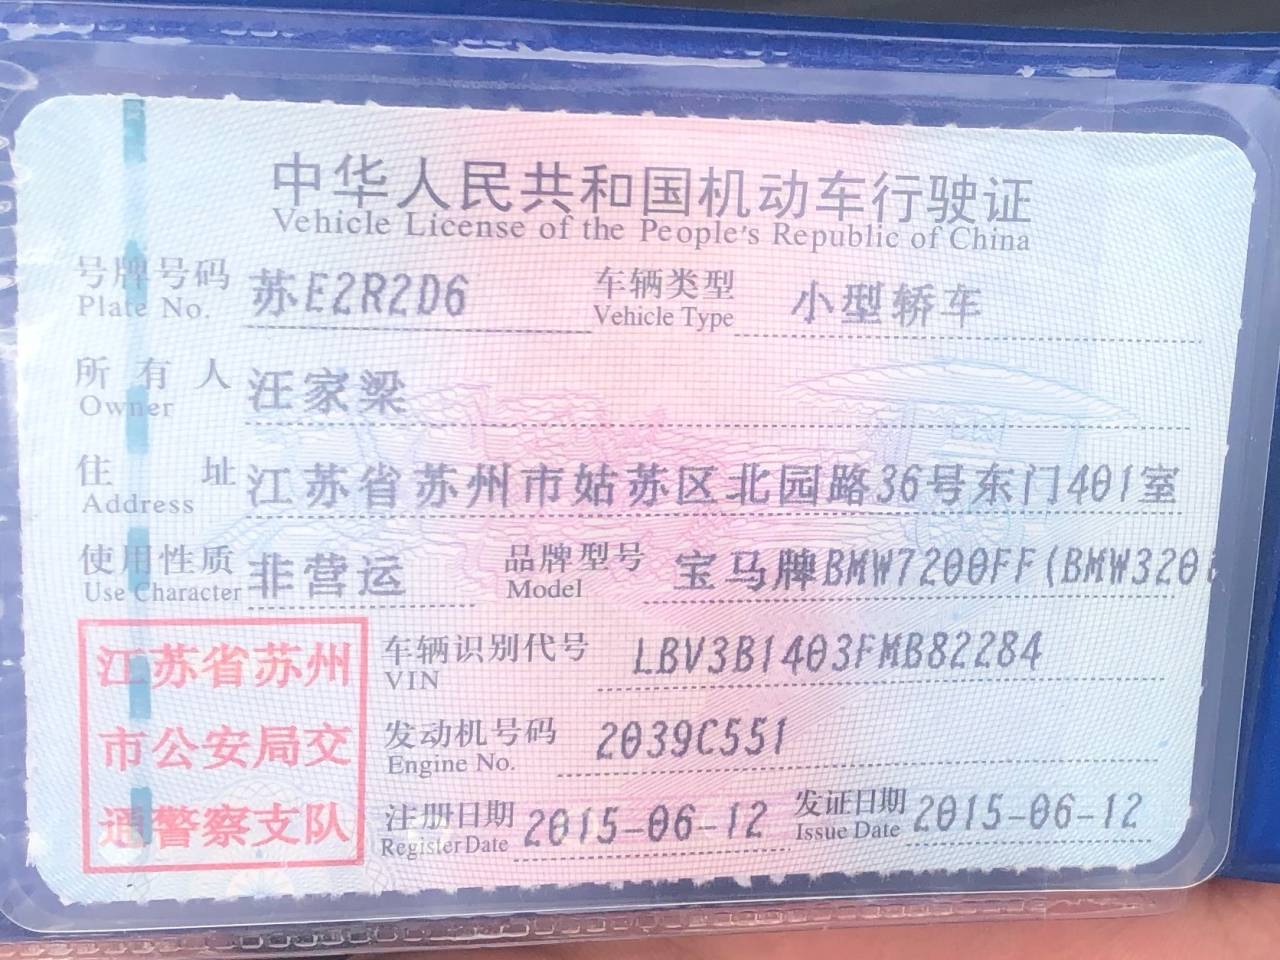 中华人民共和国机动车行驶证
Vehicle License of the People's Republic of China
号牌号码 苏E2R2D6 车辆类型 小型轿车
Plate No. Vehicle Type
所有人 汪家梁
Owner
住址 江苏省苏州市姑苏区北园路36号东门401室
Address
使用性质 非营运 品牌型号 宝马牌BMW7200FF(BMW320
Use Character Model
江苏省苏州
市公安局交
通警察支队
车辆识别代号 LBV3B1403FMB82284
VIN
发动机号码 2039C551
Engine No.
注册日期 2015-06-12 发证日期 2015-06-12
Register Date Issue Date